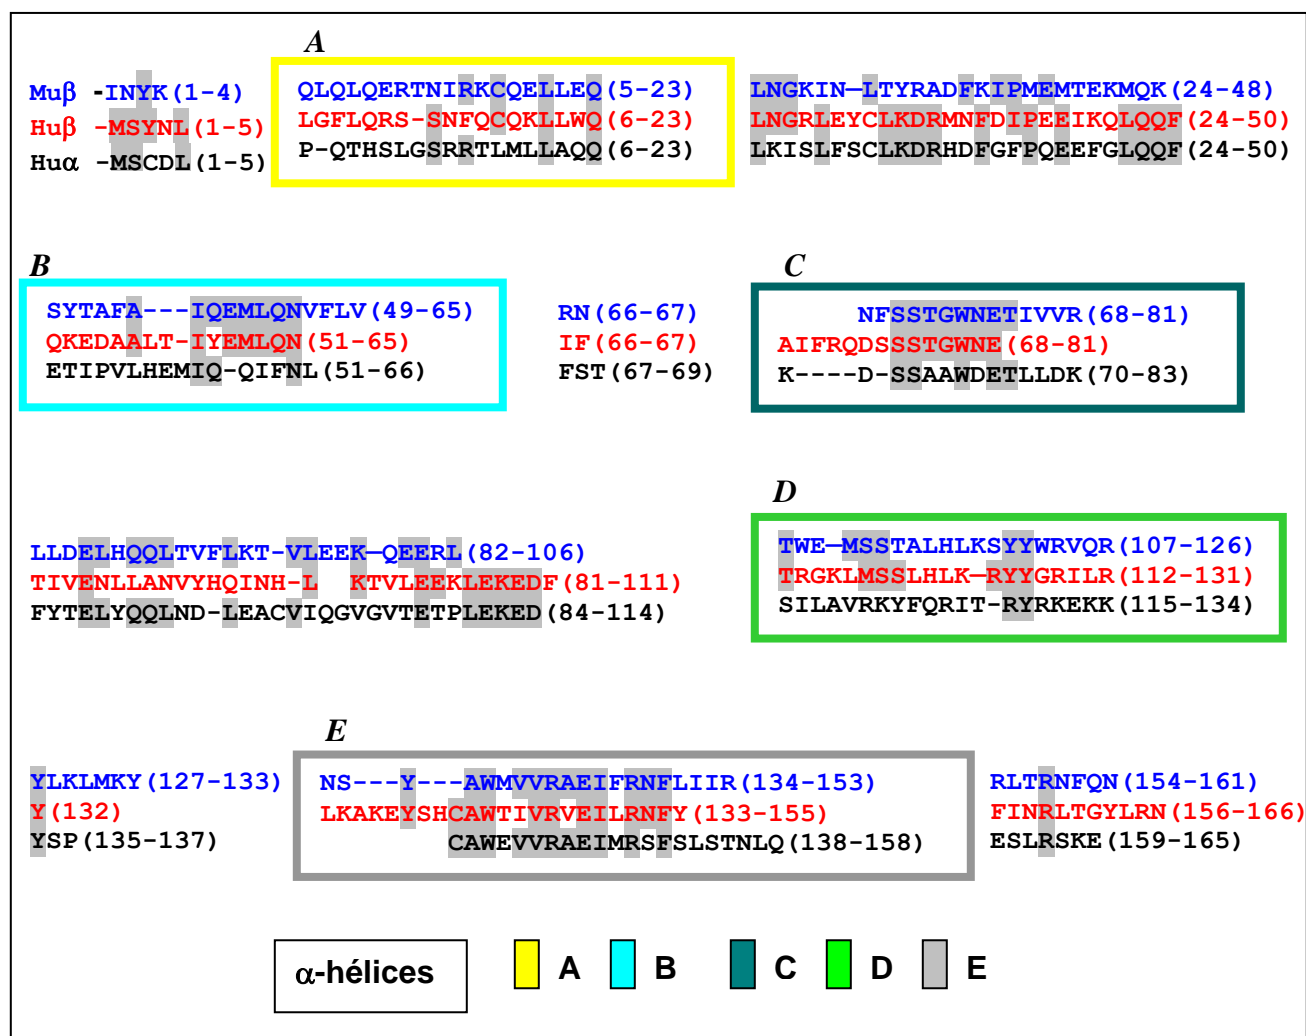 A
Muβ -INYK(1-4) QLQLQERTNIRKCQELLEQ(5-23) LNGKIN—LTYRADFKIPMEMTEKMQK(24-48)
Huβ -MSYNL(1-5) LGFLQRS-SNFQCQKLLWQ(6-23) LNGRLEYCLKDRMNFDIPEEIKQLQQF(24-50)
Huα -MSCDL(1-5) P-QTHSLGSRRTLMLLAQQ(6-23) LKISLFSCLKDRHDFGFPQEEFGLQQF(24-50)
B C
SYTAFA---IQEMLQNVFLV(49-65) RN(66-67) NFSSTGWNETIVVR(68-81)
QKEDAALT-IYEMLQN(51-65) IF(66-67) AIFRQDSSSTGWNE(68-81)
ETIPVLHEMIQ-QIFNL(51-66) FST(67-69) K----D-SSAAWDETLLDK(70-83)
D
LLDELHQQLTVFLKT-VLEEK—QEERL(82-106) TWE—MSSTALHLKSYYWRVQR(107-126)
TIVENLLANVYHQINH-L KTVLEEKLEKEDF(81-111) TRGKLMSSLHLK—RYYGRILR(112-131)
FYTELYQQLND-LEACVIQGVGVTETPLEKED(84-114) SILAVRKYFQRIT-RYRKEKK(115-134)
E
YLKLMKY(127-133) NS---Y---AWMVVRAEIFRNFLIIR(134-153) RLTRNFQN(154-161)
Y(132) LKAKEYSHCAWTIVRVEILRNFY(133-155) FINRLTGYLRN(156-166)
YSP(135-137) CAWEVVRAEIMRSFSLSTNLQ(138-158) ESLRSKE(159-165)
α-hélices A B C D E